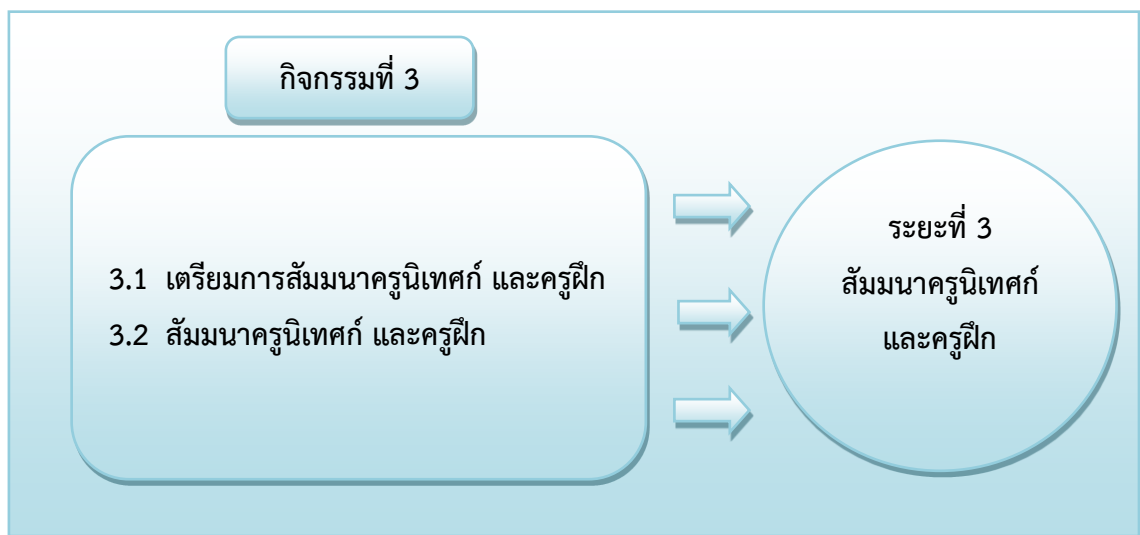 กิจกรรมที่ 3
3.1 เตรียมการสัมมนาครูนิเทศก์ และครูฝึก
3.2 สัมมนาครูนิเทศก์ และครูฝึก
ระยะที่ 3
สัมมนาครูนิเทศก์
และครูฝึก